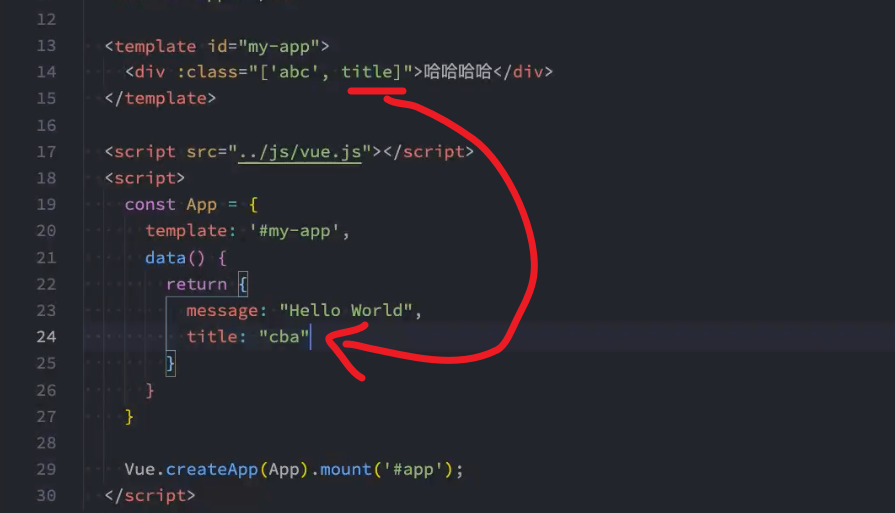 12
13 <template id="my-app">
14 <div :class="['abc', title]">哈哈哈哈</div>
15 </template>
16
17 <script src="../js/vue.js"></script>
18 <script>
19 const App = {
20 template: '#my-app',
21 data() {
22 return {
23 message: "Hello World",
24 title: "cba"
25 }
26 }
27 }
28
29 Vue.createApp(App).mount('#app');
30 </script>